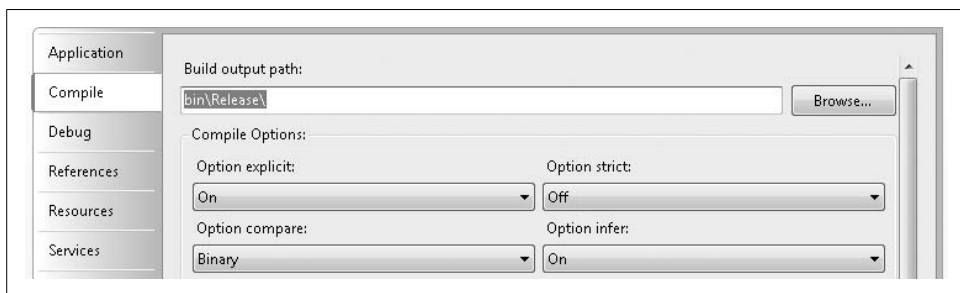 Application
Compile
Debug
References
Resources
Services
Build output path:
bin\Release\
Browse...
Compile Options:
Option explicit:
Option strict:
On
Off
Option compare:
Option infer:
Binary
On